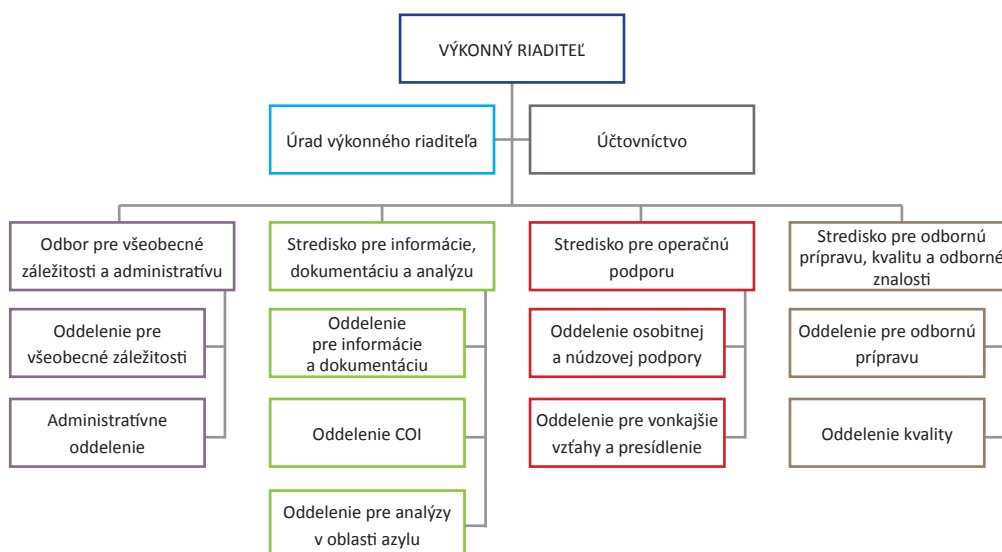 VÝKONNÝ RIADITEĽ
Úrad výkonného riaditeľa
Účtovníctvo
Odbor pre všeobecné
záležitosti a administratívu
Stredisko pre informácie,
dokumentáciu a analýzu
Stredisko pre operačnú
podporu
Stredisko pre odbornú
prípravu, kvalitu a odborné
znalosti
Oddelenie pre
všeobecné záležitosti
Oddelenie
pre informácie
a dokumentáciu
Oddelenie osobitnej
a núdzovej podpory
Oddelenie pre odbornú
prípravu
Administratívne
oddelenie
Oddelenie COI
Oddelenie pre vonkajšie
vzťahy a presídlenie
Oddelenie kvality
Oddelenie pre analýzy
v oblasti azylu